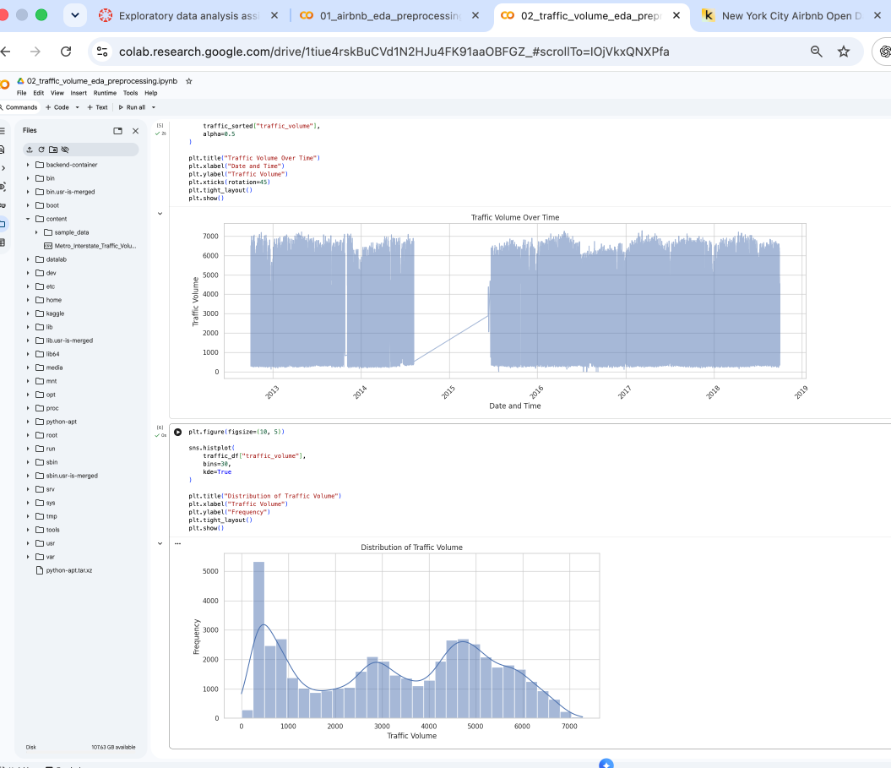 Exploratory data analysis ass
01_airbnb_eda_preprocessin
02_traffic_volume_eda_prep
New York City Airbnb Open D
colab.research.google.com/drive/1tiue4rskBuCVd1N2HJu4FK91aaOBFGZ_#scrollTo=IOjVkxQNXPfa
02_traffic_volume_eda_preprocessing.ipynb
File Edit View Insert Runtime Tools Help
Commands + Code + Text Run all
Files
backend-container
bin
bin.usr-is-merged
boot
content
sample_data
Metro_Interstate_Traffic_Volu...
datalab
dev
etc
home
kaggle
lib
lib.usr-is-merged
lib64
media
mnt
opt
proc
python-apt
root
run
sbin
sbin.usr-is-merged
srv
sys
tmp
tools
usr
var
python-apt.tar.xz
Disk 107.63 GB available
traffic_sorted["traffic_volume"],
alpha=0.5
)
plt.title("Traffic Volume Over Time")
plt.xlabel("Date and Time")
plt.ylabel("Traffic Volume")
plt.xticks(rotation=45)
plt.tight_layout()
plt.show()
Traffic Volume Over Time
Traffic Volume
7000
6000
5000
4000
3000
2000
1000
0
2013 2014 2015 2016 2017 2018 2019
Date and Time
plt.figure(figsize=(10, 5))
sns.histplot(
traffic_df["traffic_volume"],
bins=30,
kde=True
)
plt.title("Distribution of Traffic Volume")
plt.xlabel("Traffic Volume")
plt.ylabel("Frequency")
plt.tight_layout()
plt.show()
Distribution of Traffic Volume
Frequency
5000
4000
3000
2000
1000
0
0 1000 2000 3000 4000 5000 6000 7000
Traffic Volume